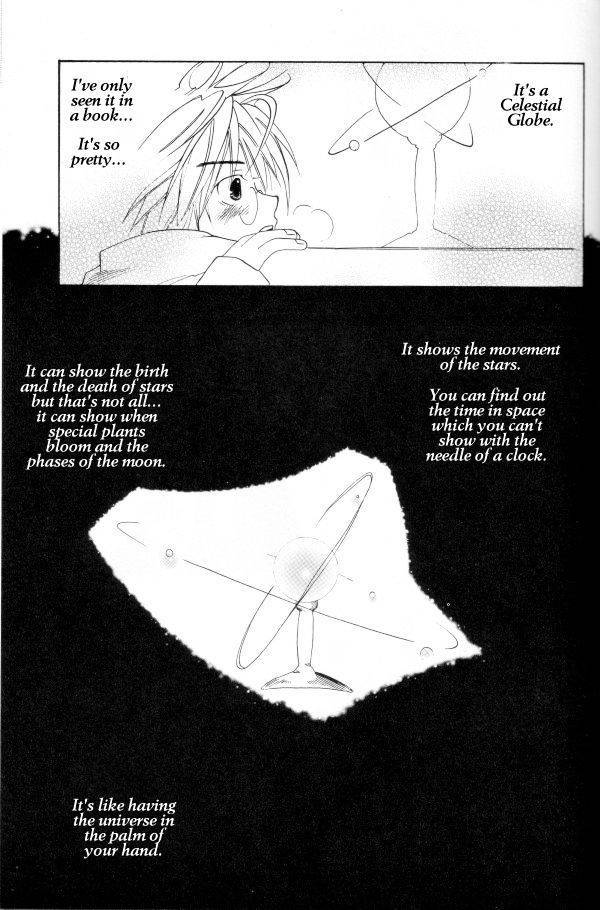 It's a
Celestial
Globe.
I've only
seen it in
a book...
It's so
pretty...
It shows the movement
of the stars.
You can find out
the time in space
which you can't
show with the
needle of a clock.
It can show the birth
and the death of stars
but that's not all...
it can show when
special plants
bloom and the
phases of the moon.
It's like having
the universe in
the palm of
your hand.